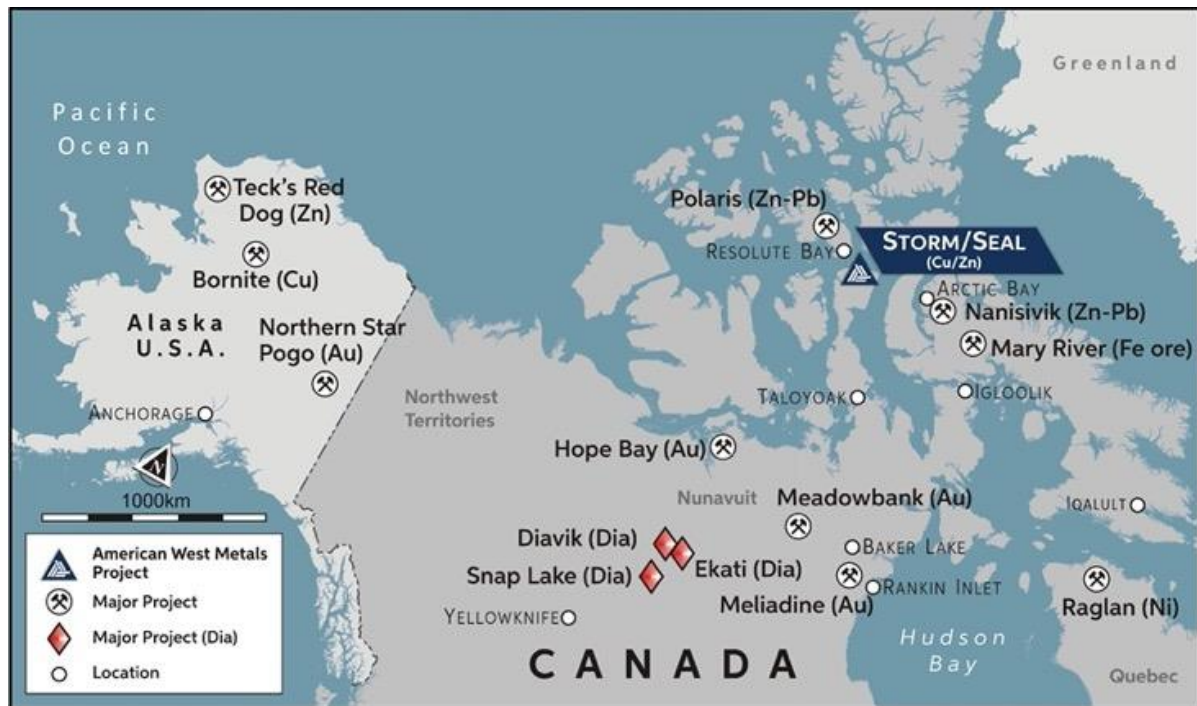 Greenland
Pacific
Ocean
Teck's Red
Dog (Zn)
Polaris (Zn-Pb)
Resolute Bay
Storm/Seal
(Cu/Zn)
Bornite (Cu)
Arctic Bay
Nanisivik (Zn-Pb)
Alaska
U.S.A.
Northern Star
Pogo (Au)
Mary River (Fe ore)
Northwest
Territories
Taloyoak
Igloolik
Anchorage
Hope Bay (Au)
N
1000km
Nunavuit
Meadowbank (Au)
Iqalult
Diavik (Dia)
Baker Lake
Ekati (Dia)
Snap Lake (Dia)
Rankin Inlet
Meliadine (Au)
Raglan (Ni)
Yellowknife
Hudson
Bay
CANADA
Quebec
American West Metals
Project
Major Project
Major Project (Dia)
Location